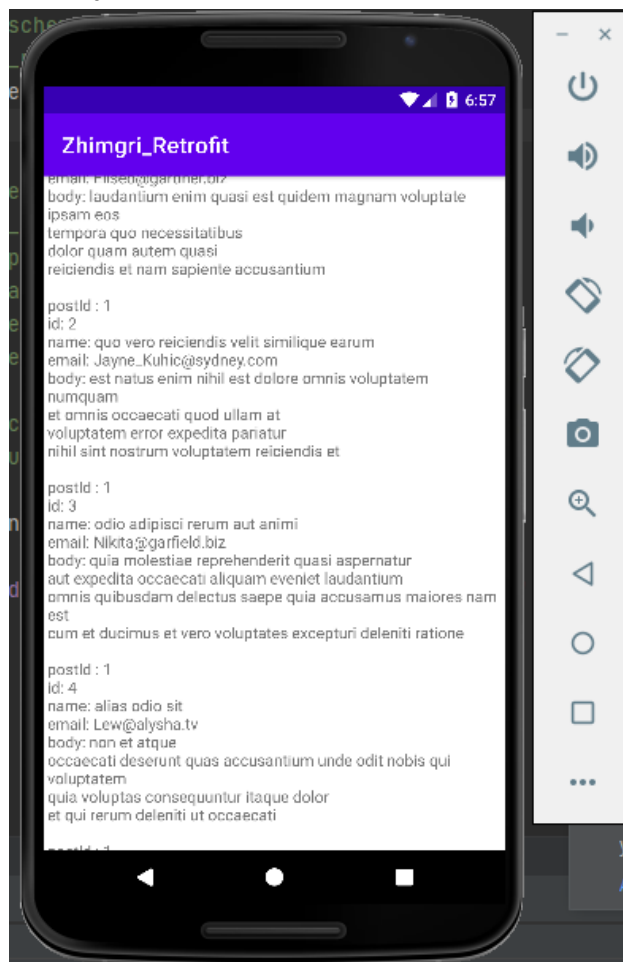 6:57
Zhimgri_Retrofit
email: Eliseo@gardner.biz
body: laudantium enim quasi est quidem magnam voluptate
ipsam eos
tempora quo necessitatibus
dolor quam autem quasi
reiciendis et nam sapiente accusantium
postId : 1
id: 2
name: quo vero reiciendis velit similique earum
email: Jayne_Kuhic@sydney.com
body: est natus enim nihil est dolore omnis voluptatem
numquam
et omnis occaecati quod ullam at
voluptatem error expedita pariatur
nihil sint nostrum voluptatem reiciendis et
postId : 1
id: 3
name: odio adipisci rerum aut animi
email: Nikita@garfield.biz
body: quia molestiae reprehenderit quasi aspernatur
aut expedita occaecati aliquam eveniet laudantium
omnis quibusdam delectus saepe quia accusamus maiores nam
est
cum et ducimus et vero voluptates excepturi deleniti ratione
postId : 1
id: 4
name: alias odio sit
email: Lew@alysha.tv
body: non et atque
occaecati deserunt quas accusantium unde odit nobis qui
voluptatem
quia voluptas consequuntur itaque dolor
et qui rerum deleniti ut occaecati
postId : 1